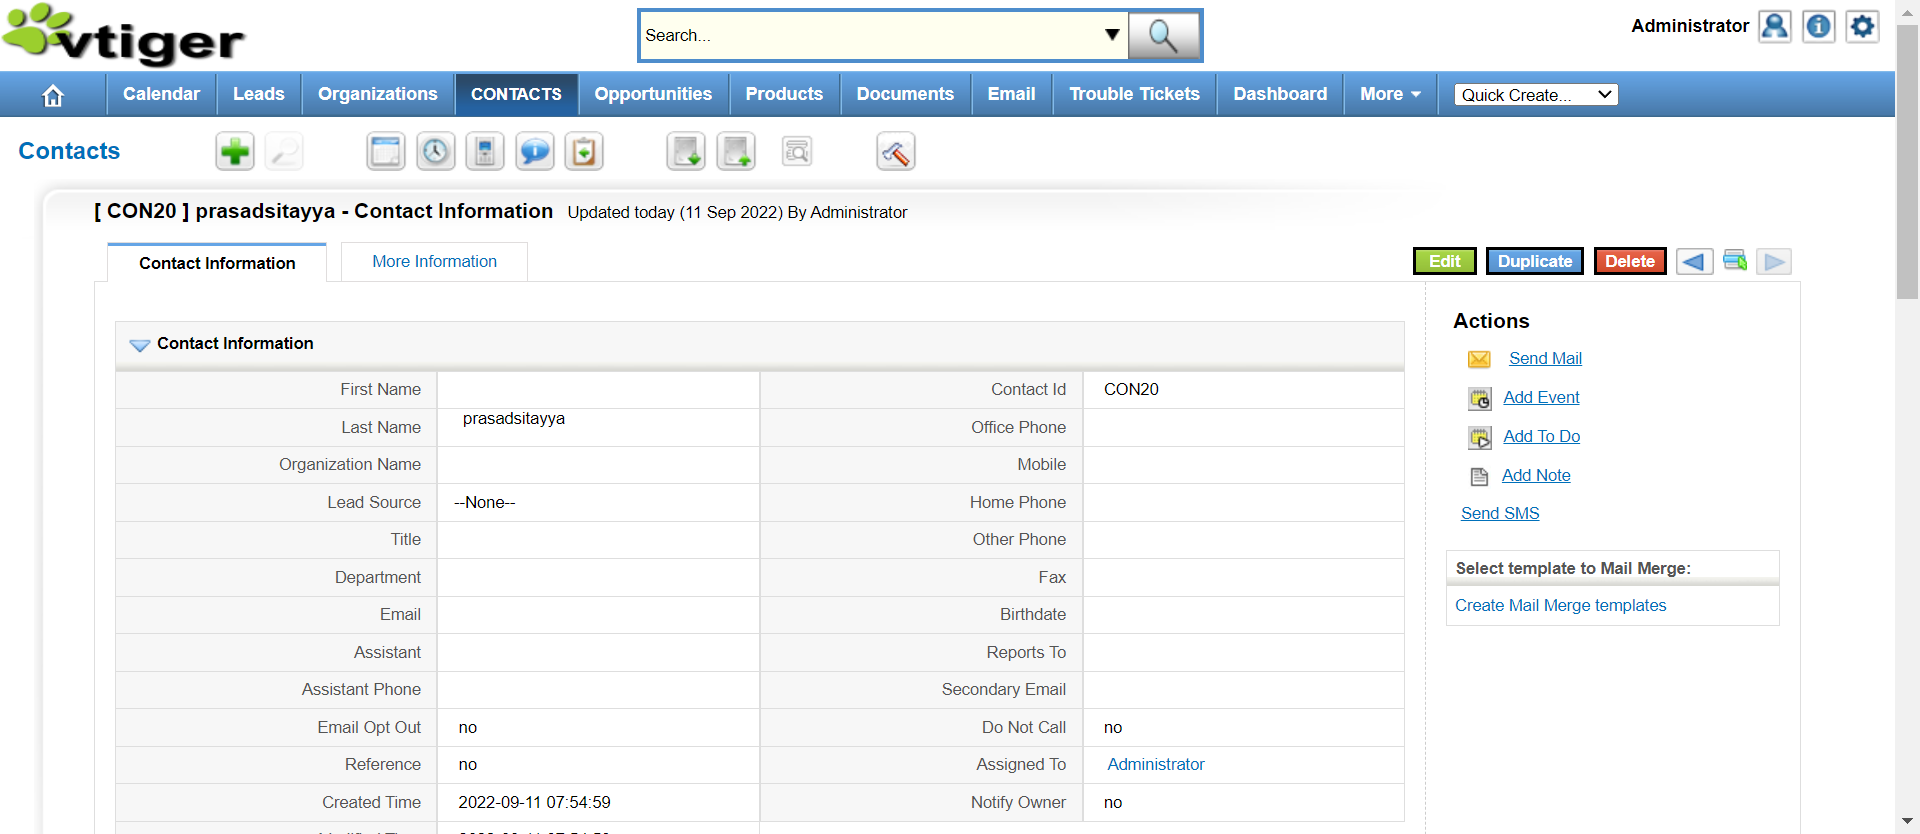 vtiger
Search...
Administrator
Calendar Leads Organizations CONTACTS Opportunities Products Documents Email Trouble Tickets Dashboard More Quick Create...
Contacts
[ CON20 ] prasadsitayya - Contact Information Updated today (11 Sep 2022) By Administrator
Contact Information More Information Edit Duplicate Delete
Contact Information
First Name Contact Id CON20
Last Name prasadsitayya Office Phone
Organization Name Mobile
Lead Source --None-- Home Phone
Title Other Phone
Department Fax
Email Birthdate
Assistant Reports To
Assistant Phone Secondary Email
Email Opt Out no Do Not Call no
Reference no Assigned To Administrator
Created Time 2022-09-11 07:54:59 Notify Owner no
Actions
Send Mail
Add Event
Add To Do
Add Note
Send SMS
Select template to Mail Merge:
Create Mail Merge templates